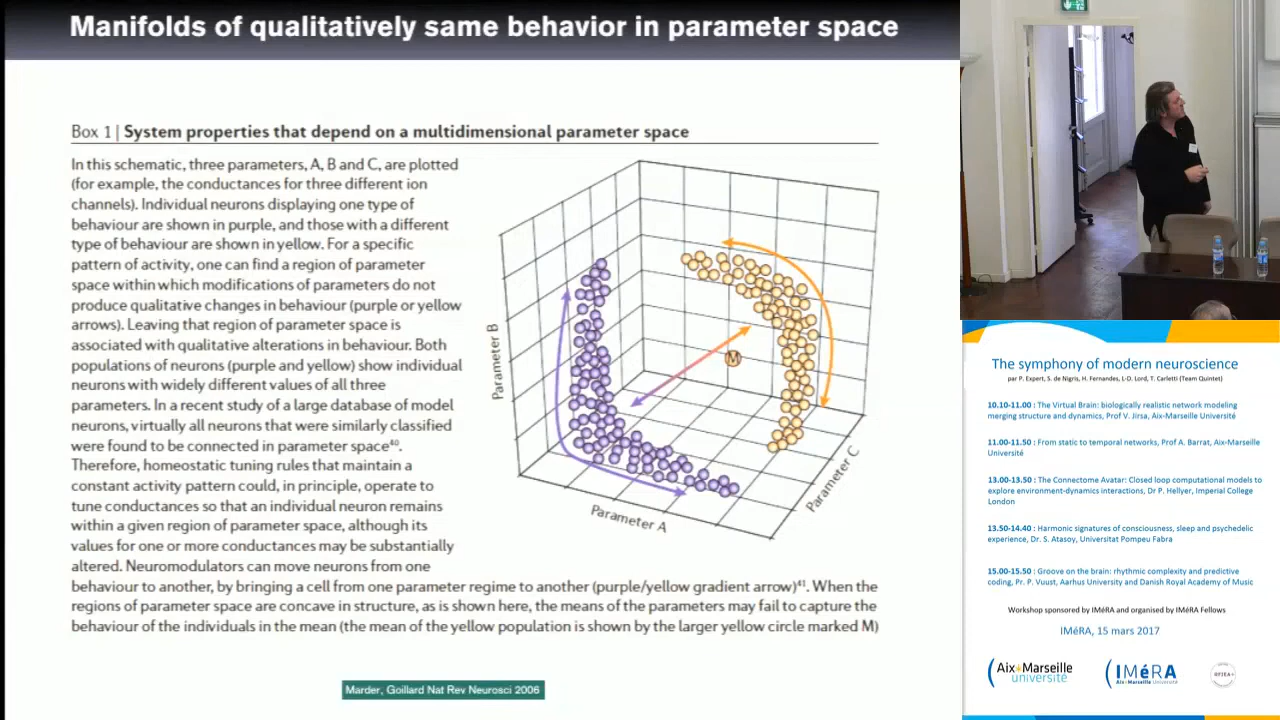 Manifolds of qualitatively same behavior in parameter space
Box 1 | System properties that depend on a multidimensional parameter space
In this schematic, three parameters, A, B and C, are plotted
(for example, the conductances for three different ion
channels). Individual neurons displaying one type of
behaviour are shown in purple, and those with a different
type of behaviour are shown in yellow. For a specific
pattern of activity, one can find a region of parameter
space within which modifications of parameters do not
produce qualitative changes in behaviour (purple or yellow
arrows). Leaving that region of parameter space is
associated with qualitative alterations in behaviour. Both
populations of neurons (purple and yellow) show individual
neurons with widely different values of all three
parameters. In a recent study of a large database of model
neurons, virtually all neurons that were similarly classified
were found to be connected in parameter space⁴⁰.
Therefore, homeostatic tuning rules that maintain a
constant activity pattern could, in principle, operate to
tune conductances so that an individual neuron remains
within a given region of parameter space, although its
values for one or more conductances may be substantially
altered. Neuromodulators can move neurons from one
behaviour to another, by bringing a cell from one parameter regime to another (purple/yellow gradient arrow)⁴¹. When the
regions of parameter space are concave in structure, as is shown here, the means of the parameters may fail to capture the
behaviour of the individuals in the mean (the mean of the yellow population is shown by the larger yellow circle marked M)
Parameter B
M
Parameter A
Parameter C
Marder, Goillard Nat Rev Neurosci 2006
The symphony of modern neuroscience
par P. Expert, S. de Nigris, H. Fernandes, L-D. Lord, T. Carletti (Team Quintet)
10.10-11.00 : The Virtual Brain: biologically realistic network modeling
merging structure and dynamics, Prof V. Jirsa, Aix-Marseille Université
11.00-11.50 : From static to temporal networks, Prof A. Barrat, Aix-Marseille
Université
13.00-13.50 : The Connectome Avatar: Closed loop computational models to
explore environment-dynamics interactions, Dr P. Hellyer, Imperial College
London
13.50-14.40 : Harmonic signatures of consciousness, sleep and psychedelic
experience, Dr. S. Atasoy, Universitat Pompeu Fabra
15.00-15.50 : Groove on the brain: rhythmic complexity and predictive
coding, Pr. P. Vuust, Aarhus University and Danish Royal Academy of Music
Workshop sponsored by IMéRA and organised by IMéRA Fellows
IMéRA, 15 mars 2017
Aix*Marseille
université
IMéRA
Aix-Marseille Université